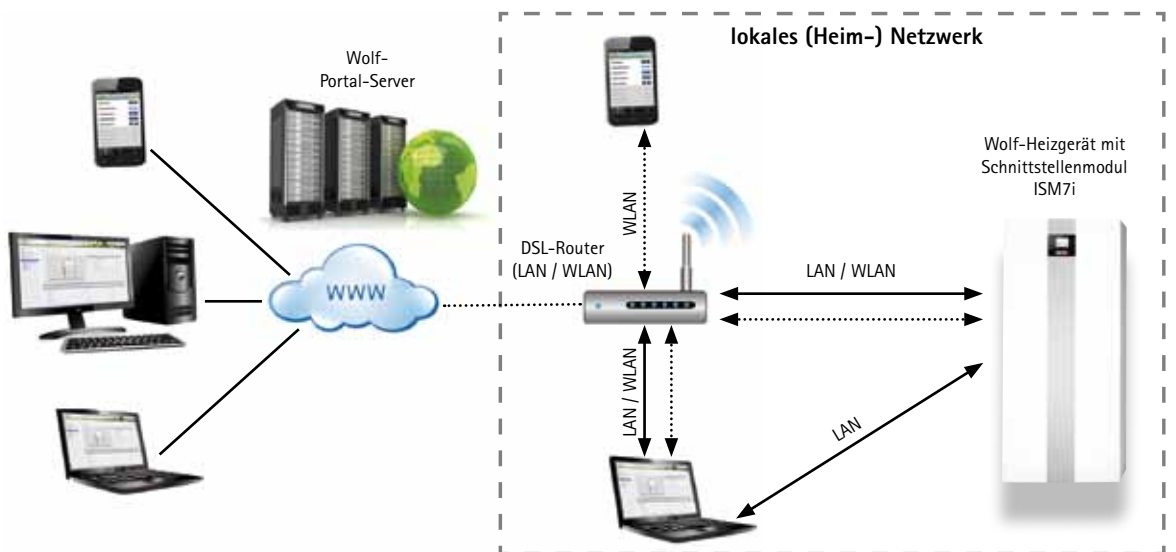 lokales (Heim-) Netzwerk
Wolf-
Portal-Server
Wolf-Heizgerät mit
Schnittstellenmodul
ISM7i
WLAN
DSL-Router
(LAN / WLAN)
LAN / WLAN
WWW
LAN / WLAN
LAN